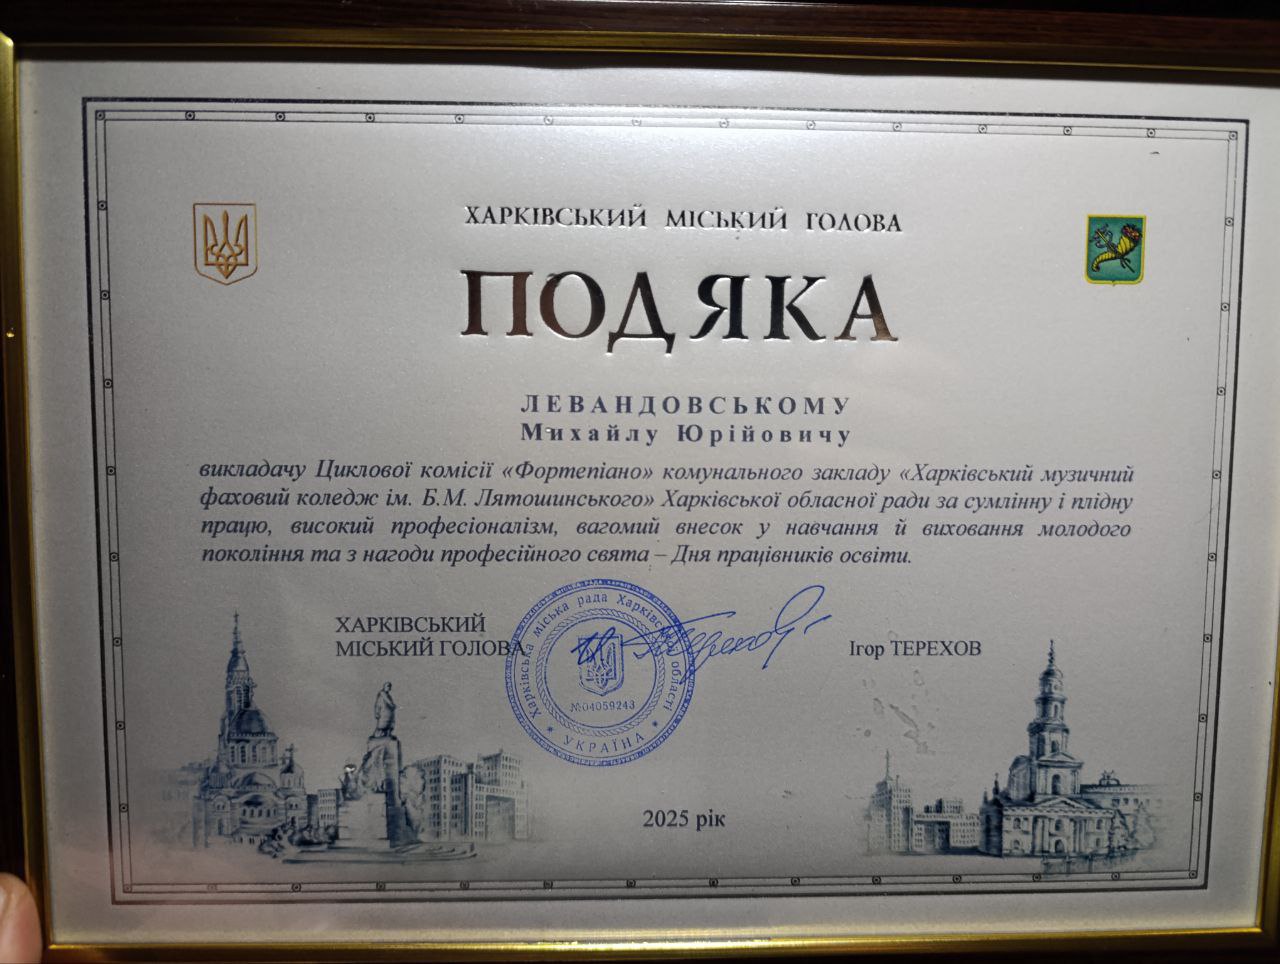 ХАРКІВСЬКИЙ МІСЬКИЙ ГОЛОВА
ПОДЯКА
ЛЕВАНДОВСЬКОМУ
Михайлу Юрійовичу
викладачу Циклової комісії «Фортепіано» комунального закладу «Харківський музичний
фаховий коледж ім. Б.М. Лятошинського» Харківської обласної ради за сумлінну і плідну
працю, високий професіоналізм, вагомий внесок у навчання й виховання молодого
покоління та з нагоди професійного свята – Дня працівників освіти.
ХАРКІВСЬКИЙ
МІСЬКИЙ ГОЛОВА
Харківська міська рада Харківської області
№04059243
* УКРАЇНА *
Ігор ТЕРЕХОВ
2025 рік